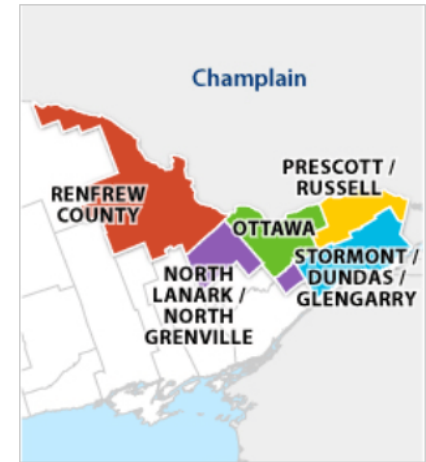 Champlain
PRESCOTT /
RUSSELL
RENFREW
COUNTY
OTTAWA
STORMONT /
DUNDAS /
GLENGARRY
NORTH
LANARK /
NORTH
GRENVILLE